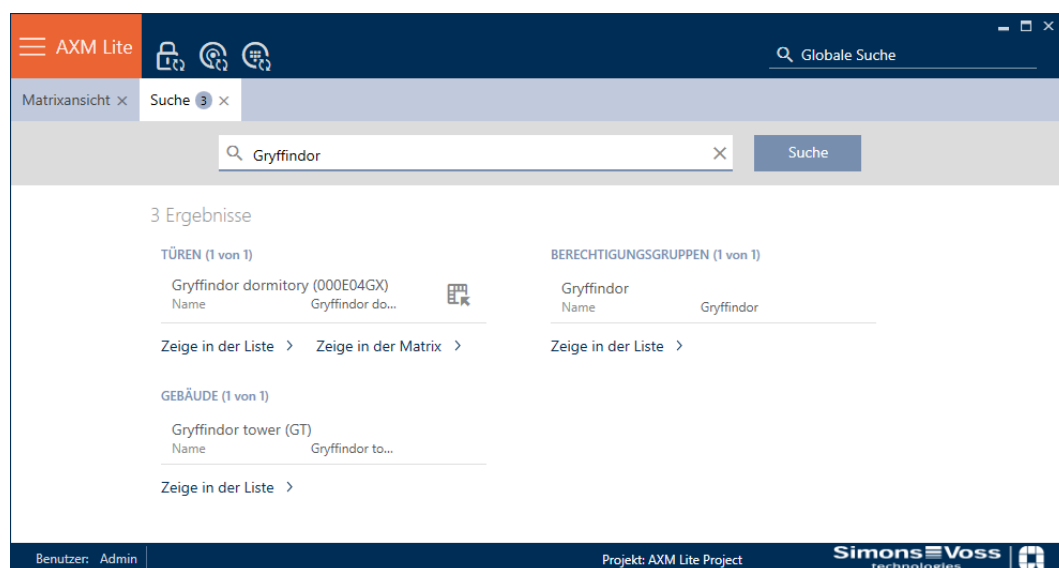 AXM Lite
Globale Suche
Matrixansicht
Suche 3
Gryffindor
Suche
3 Ergebnisse
TÜREN (1 von 1)
Gryffindor dormitory (000E04GX)
Name Gryffindor do...
Zeige in der Liste
Zeige in der Matrix
BERECHTIGUNGSGRUPPEN (1 von 1)
Gryffindor
Name Gryffindor
Zeige in der Liste
GEBÄUDE (1 von 1)
Gryffindor tower (GT)
Name Gryffindor to...
Zeige in der Liste
Benutzer: Admin
Projekt: AXM Lite Project
Simons Voss
technologies